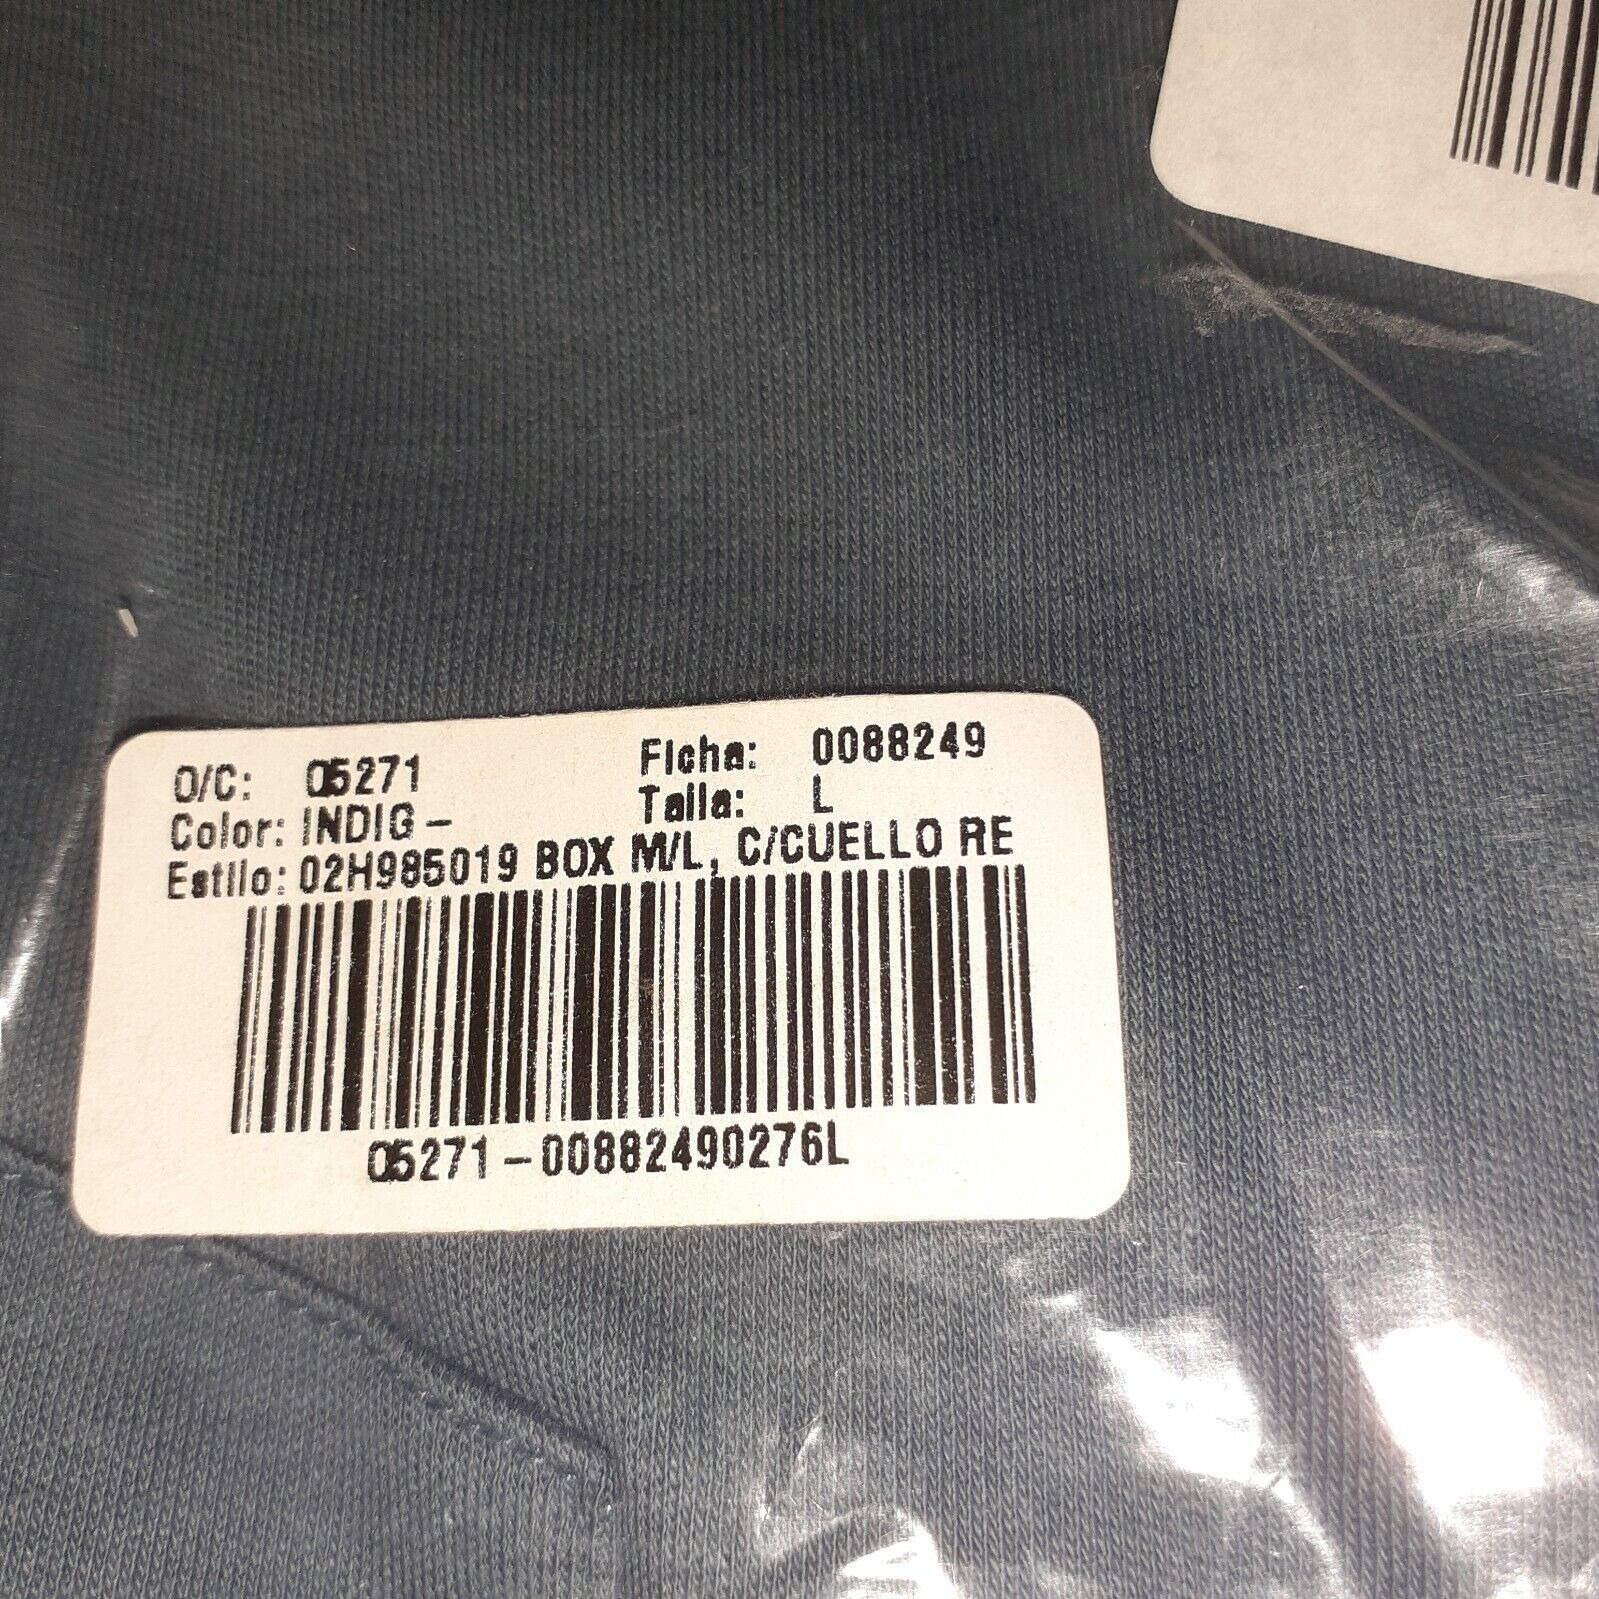 O/C: 05271 Ficha: 0088249
Color: INDIG - Talla: L
Estilo: 02H985019 BOX M/L, C/CUELLO RE
05271-00882490276L